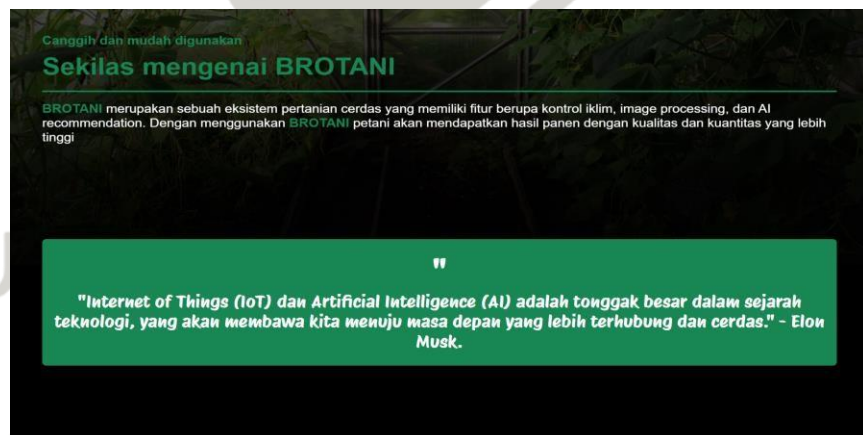 Canggih dan mudah digunakan
Sekilas mengenai BROTANI
BROTANI merupakan sebuah eksistem pertanian cerdas yang memiliki fitur berupa kontrol iklim, image processing, dan AI
recommendation. Dengan menggunakan BROTANI petani akan mendapatkan hasil panen dengan kualitas dan kuantitas yang lebih
tinggi
"
"Internet of Things (IoT) dan Artificial Intelligence (AI) adalah tonggak besar dalam sejarah
teknologi, yang akan membawa kita menuju masa depan yang lebih terhubung dan cerdas." - Elon
Musk.